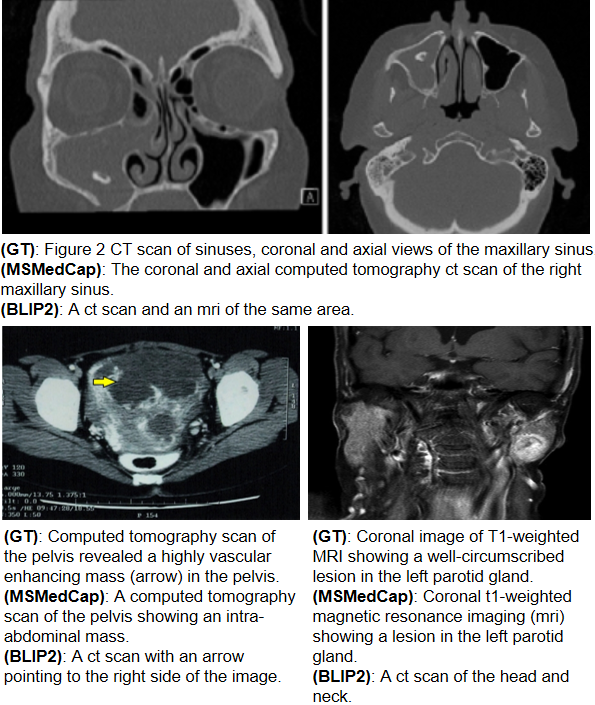 A
(GT): Figure 2 CT scan of sinuses, coronal and axial views of the maxillary sinus
(MSMedCap): The coronal and axial computed tomography ct scan of the right
maxillary sinus.
(BLIP2): A ct scan and an mri of the same area.
V 120
A 330
arge
P 154
(GT): Computed tomography scan of
the pelvis revealed a highly vascular
enhancing mass (arrow) in the pelvis.
(MSMedCap): A computed tomography
scan of the pelvis showing an intra-
abdominal mass.
(BLIP2): A ct scan with an arrow
pointing to the right side of the image.
(GT): Coronal image of T1-weighted
MRI showing a well-circumscribed
lesion in the left parotid gland.
(MSMedCap): Coronal t1-weighted
magnetic resonance imaging (mri)
showing a lesion in the left parotid
gland.
(BLIP2): A ct scan of the head and
neck.